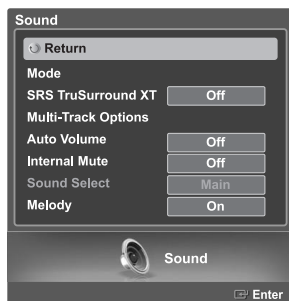 Sound
Return
Mode
SRS TruSurround XT Off
Multi-Track Options
Auto Volume Off
Internal Mute Off
Sound Select Main
Melody On
Sound
Enter